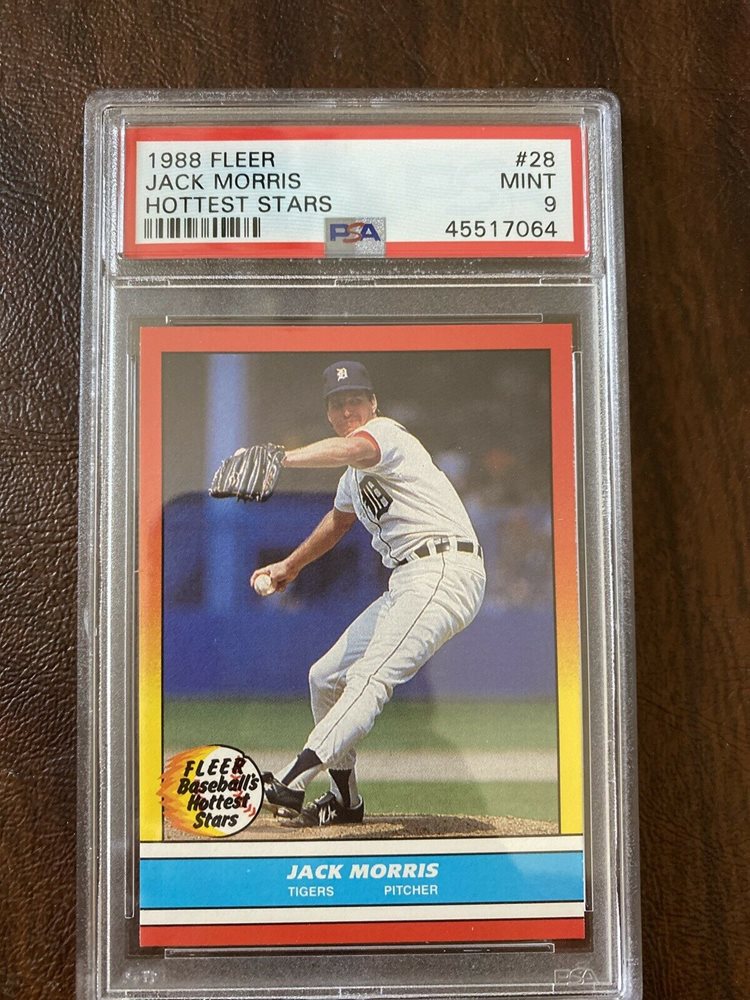 1988 FLEER #28
JACK MORRIS MINT
HOTTEST STARS 9
PSA 45517064
D
D
FLEER
Baseball's
Hottest
Stars
JACK MORRIS
TIGERS PITCHER
PSA